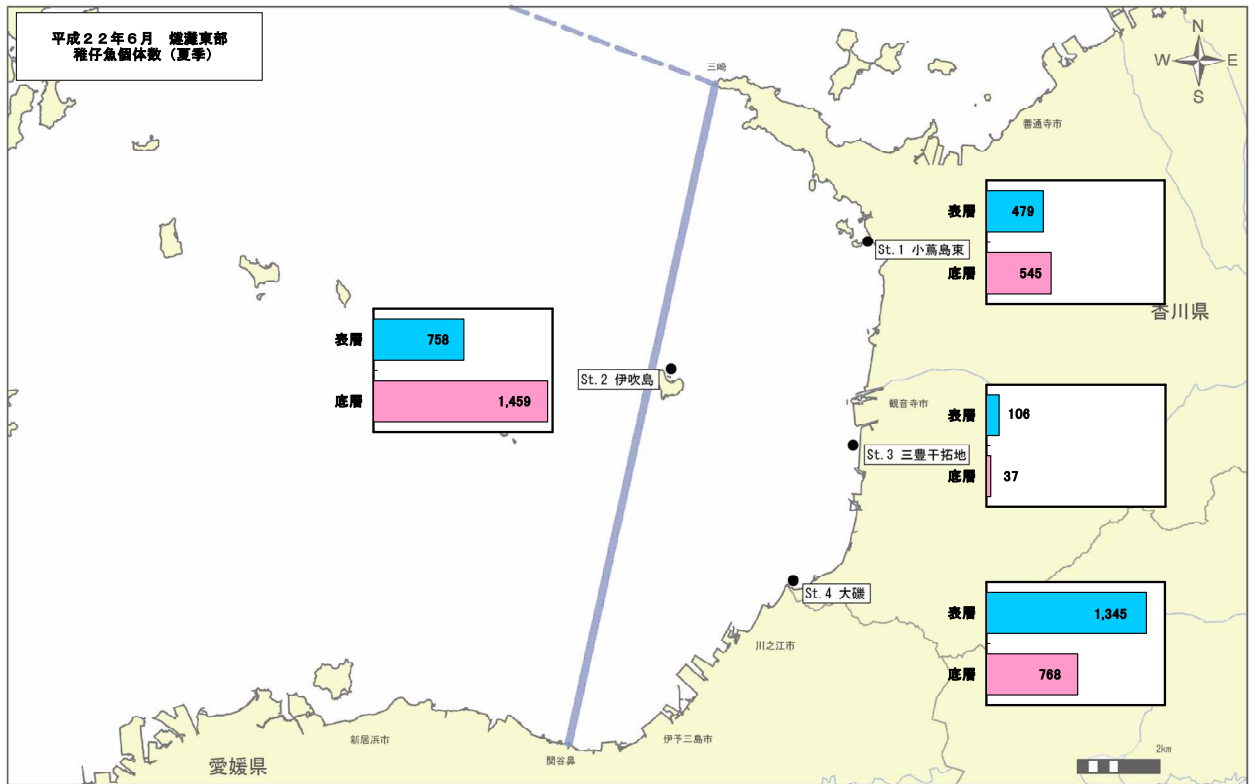 平成２２年６月　燧灘東部
稚仔魚個体数（夏季）
N
W
E
S
三崎
善通寺市
表層
479
底層
545
St.1 小蔦島東
香川県
表層
758
底層
1,459
St.2 伊吹島
観音寺市
表層
106
底層
37
St.3 三豊干拓地
St.4 大磯
表層
1,345
底層
768
川之江市
新居浜市
伊予三島市
関谷鼻
愛媛県
2km